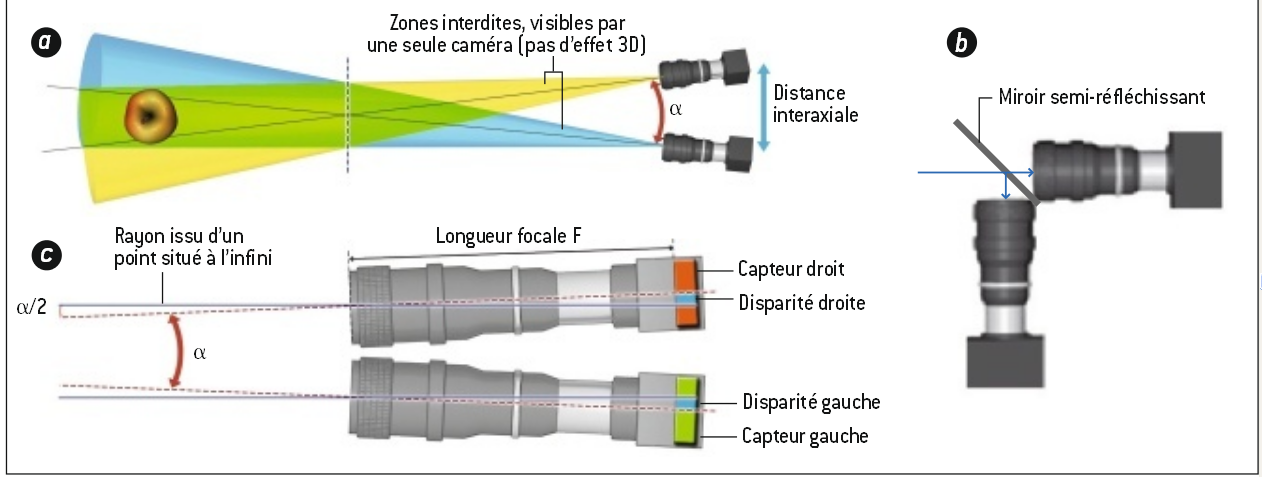 a
Zones interdites, visibles par
une seule caméra (pas d'effet 3D)
α
Distance
interaxiale
b
Miroir semi-réfléchissant
c
Rayon issu d'un
point situé à l'infini
Longueur focale F
α/2
α
Capteur droit
Disparité droite
Disparité gauche
Capteur gauche